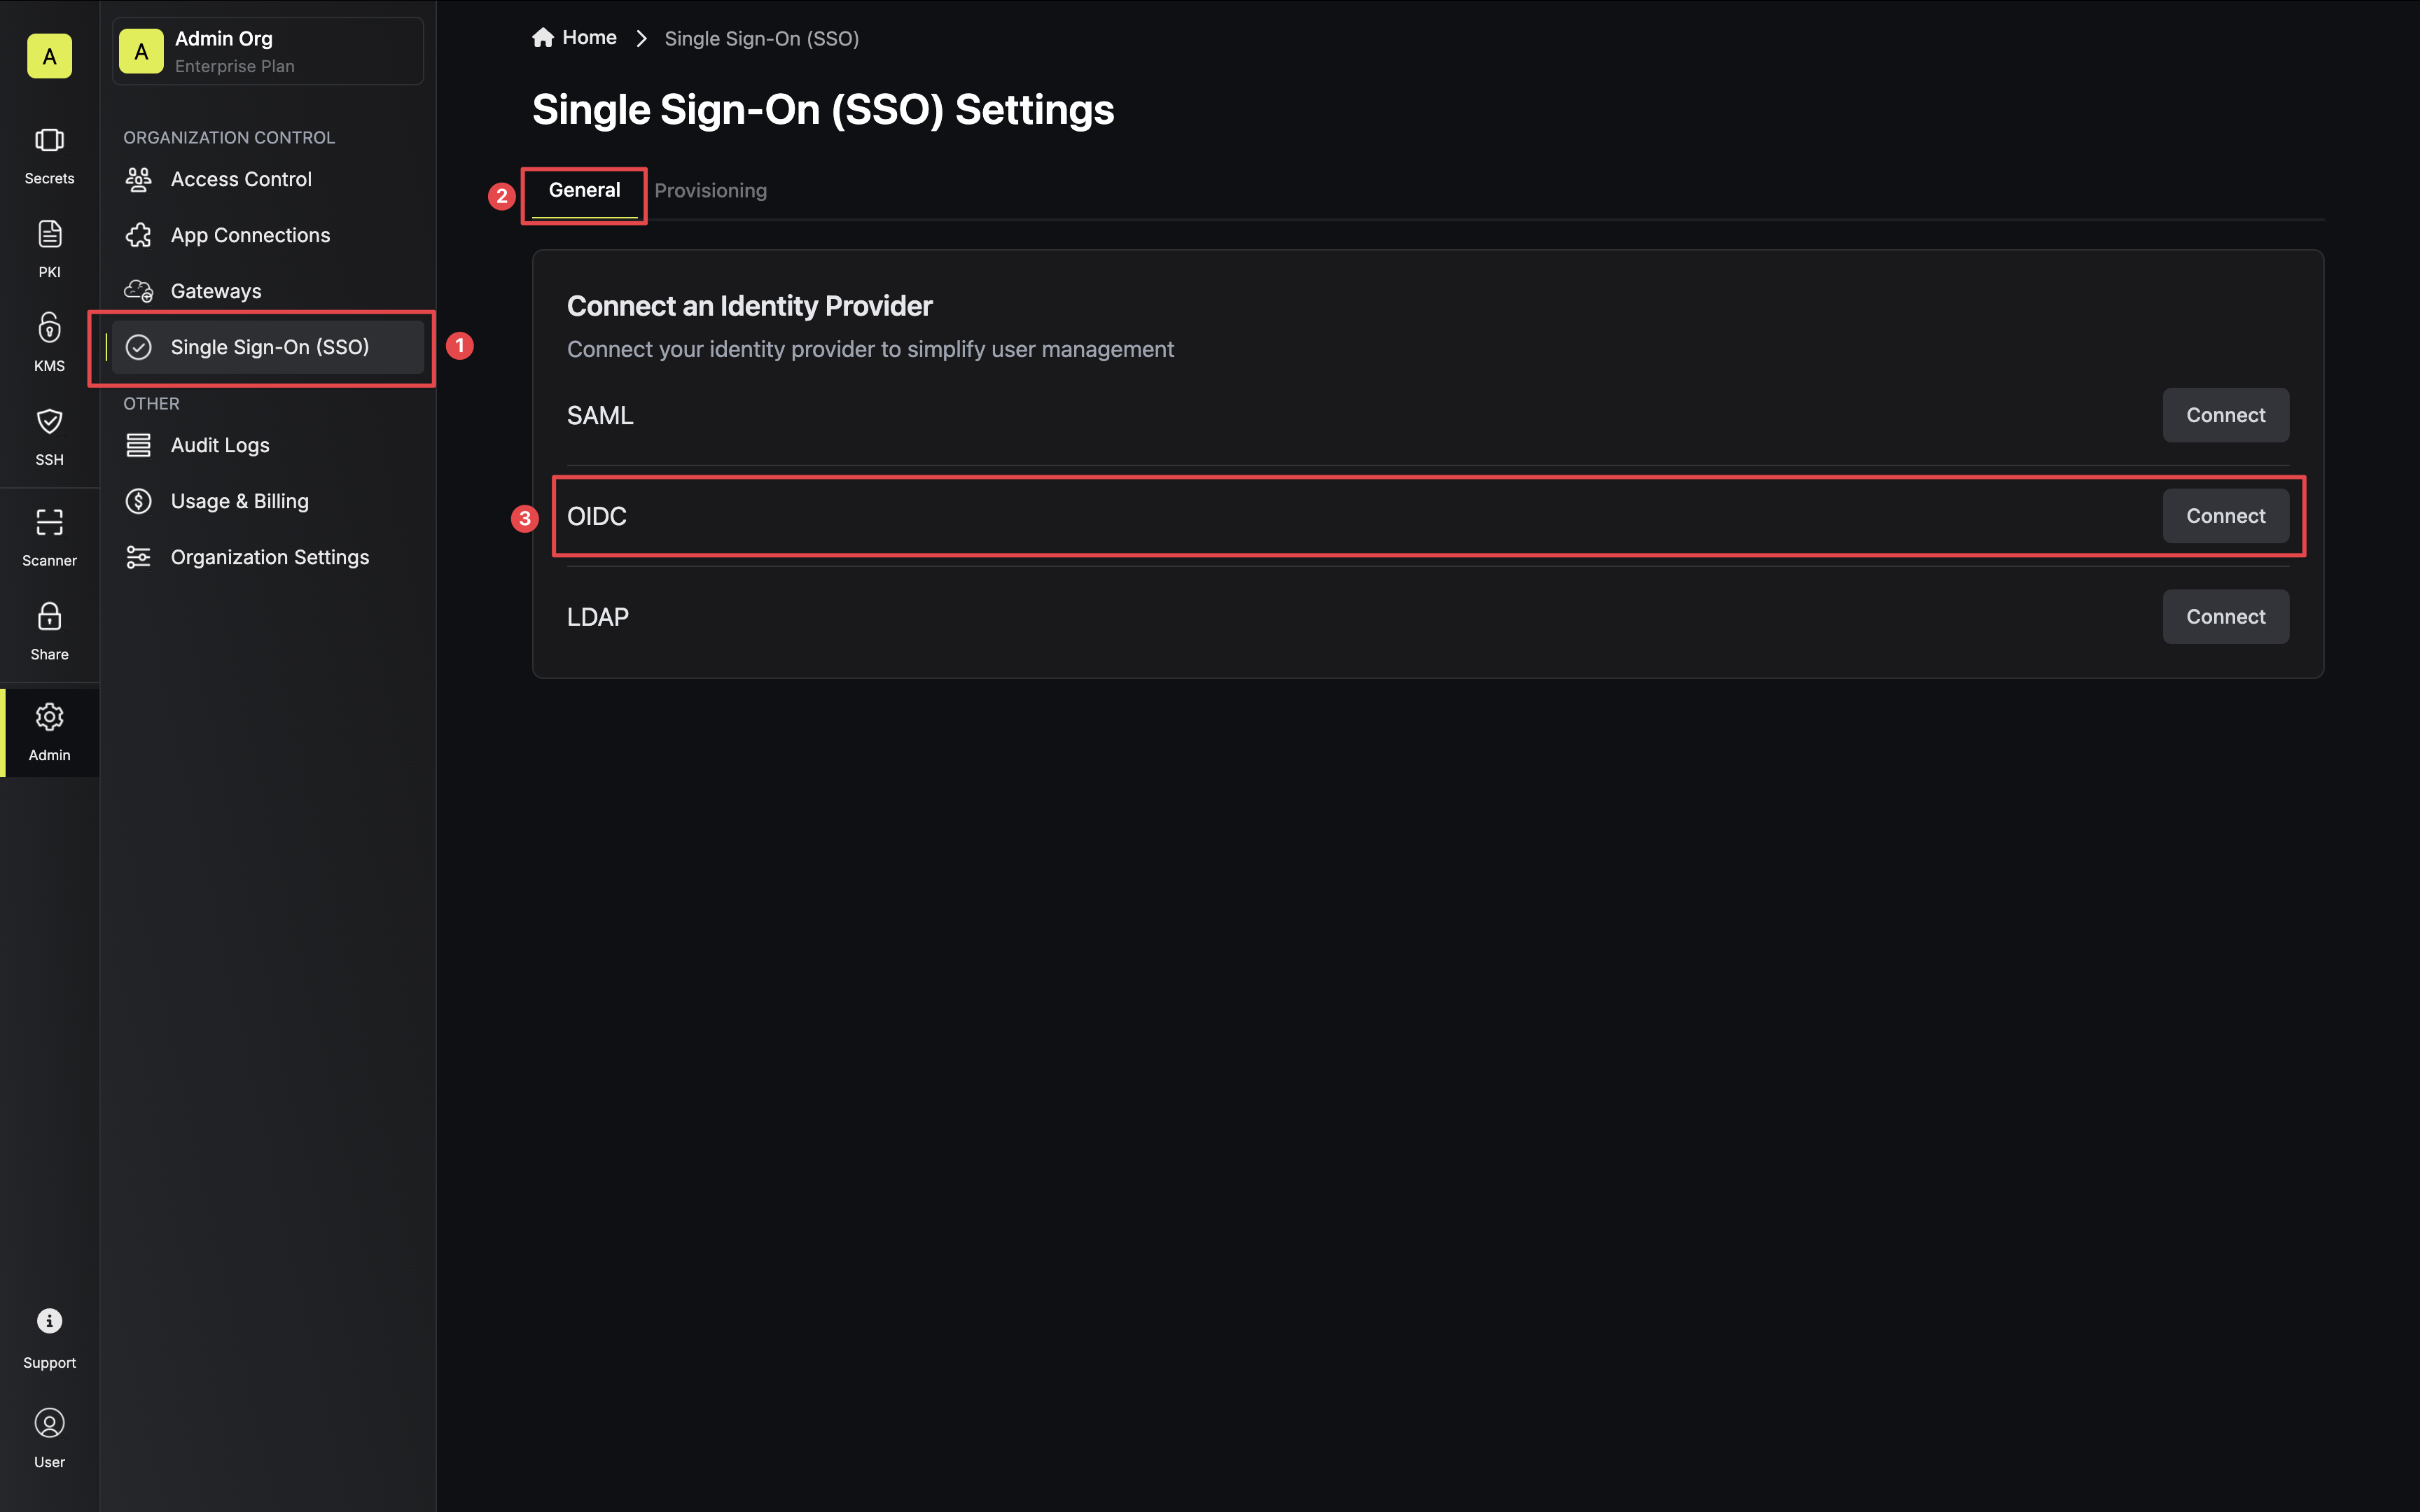 A
Secrets
PKI
KMS
SSH
Scanner
Share
Admin
Support
User
A
Admin Org
Enterprise Plan
ORGANIZATION CONTROL
Access Control
App Connections
Gateways
Single Sign-On (SSO)
1
OTHER
Audit Logs
Usage & Billing
Organization Settings
Home > Single Sign-On (SSO)
Single Sign-On (SSO) Settings
2 General Provisioning
Connect an Identity Provider
Connect your identity provider to simplify user management
SAML Connect
3 OIDC Connect
LDAP Connect